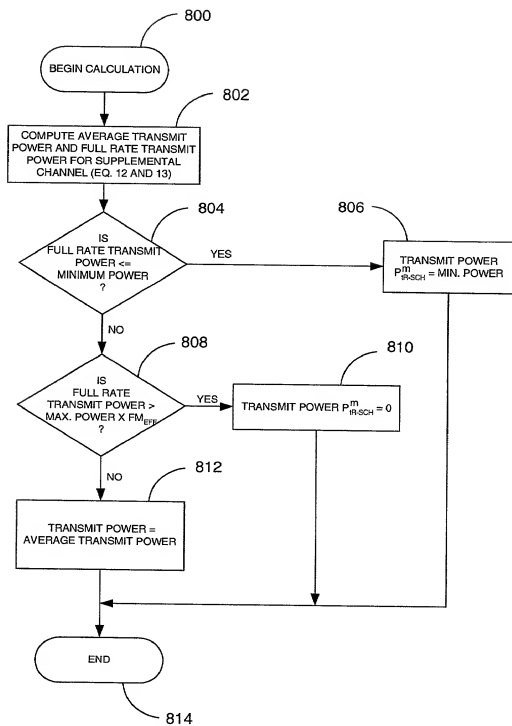 800
BEGIN CALCULATION
802
COMPUTE AVERAGE TRANSMIT
POWER AND FULL RATE TRANSMIT
POWER FOR SUPPLEMENTAL
CHANNEL (EQ. 12 AND 13)
804
IS
FULL RATE TRANSMIT
POWER <=
MINIMUM POWER
?
YES
806
TRANSMIT POWER
P^m_tR-SCH = MIN. POWER
NO
808
IS
FULL RATE
TRANSMIT POWER >
MAX. POWER X FM_EFF
?
YES
810
TRANSMIT POWER P^m_tR-SCH = 0
NO
812
TRANSMIT POWER =
AVERAGE TRANSMIT POWER
END
814